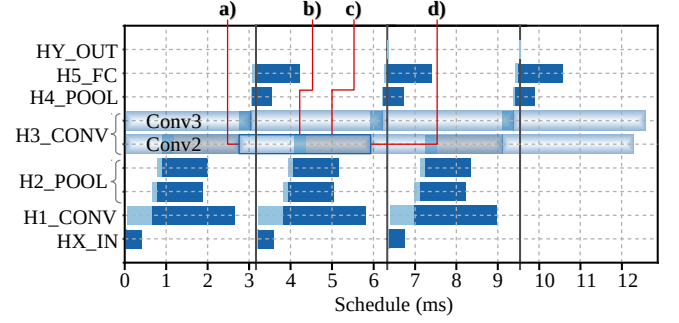 a) b) c) d)
HY_OUT
H5_FC
H4_POOL
Conv3
H3_CONV
Conv2
H2_POOL
H1_CONV
HX_IN
0 1 2 3 4 5 6 7 8 9 10 11 12
Schedule (ms)